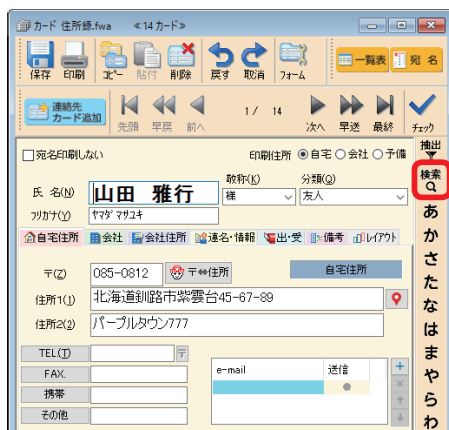 カード 住所録.fwa ≪14カード≫
保存 印刷 ｺﾋﾟｰ 貼付 削除 戻す 取消 ﾌｫｰﾑ 一覧表 宛 名
連絡先
カード追加 先頭 早戻 前へ 1 / 14 次へ 早送 最終 ﾁｪｯｸ
宛名印刷しない 印刷住所 自宅 会社 予備
抽出
検索
敬称(K) 分類(Q)
氏 名(N) 山田 雅行 様 友人
ﾌﾘｶﾞﾅ(Y) ﾔﾏﾀﾞ ﾏｻﾕｷ
自宅住所 会社 会社住所 連名・情報 出・受 備考 ﾚｲｱｳﾄ
〒(Z) 085-0812 〒⇔住所 自宅住所
住所1(1) 北海道釧路市紫雲台45-67-89
住所2(2) パープルタウン777
TEL(T) 〒
FAX.
携帯
その他
e-mail 送信
あ
か
さ
た
な
は
ま
や
ら
わ